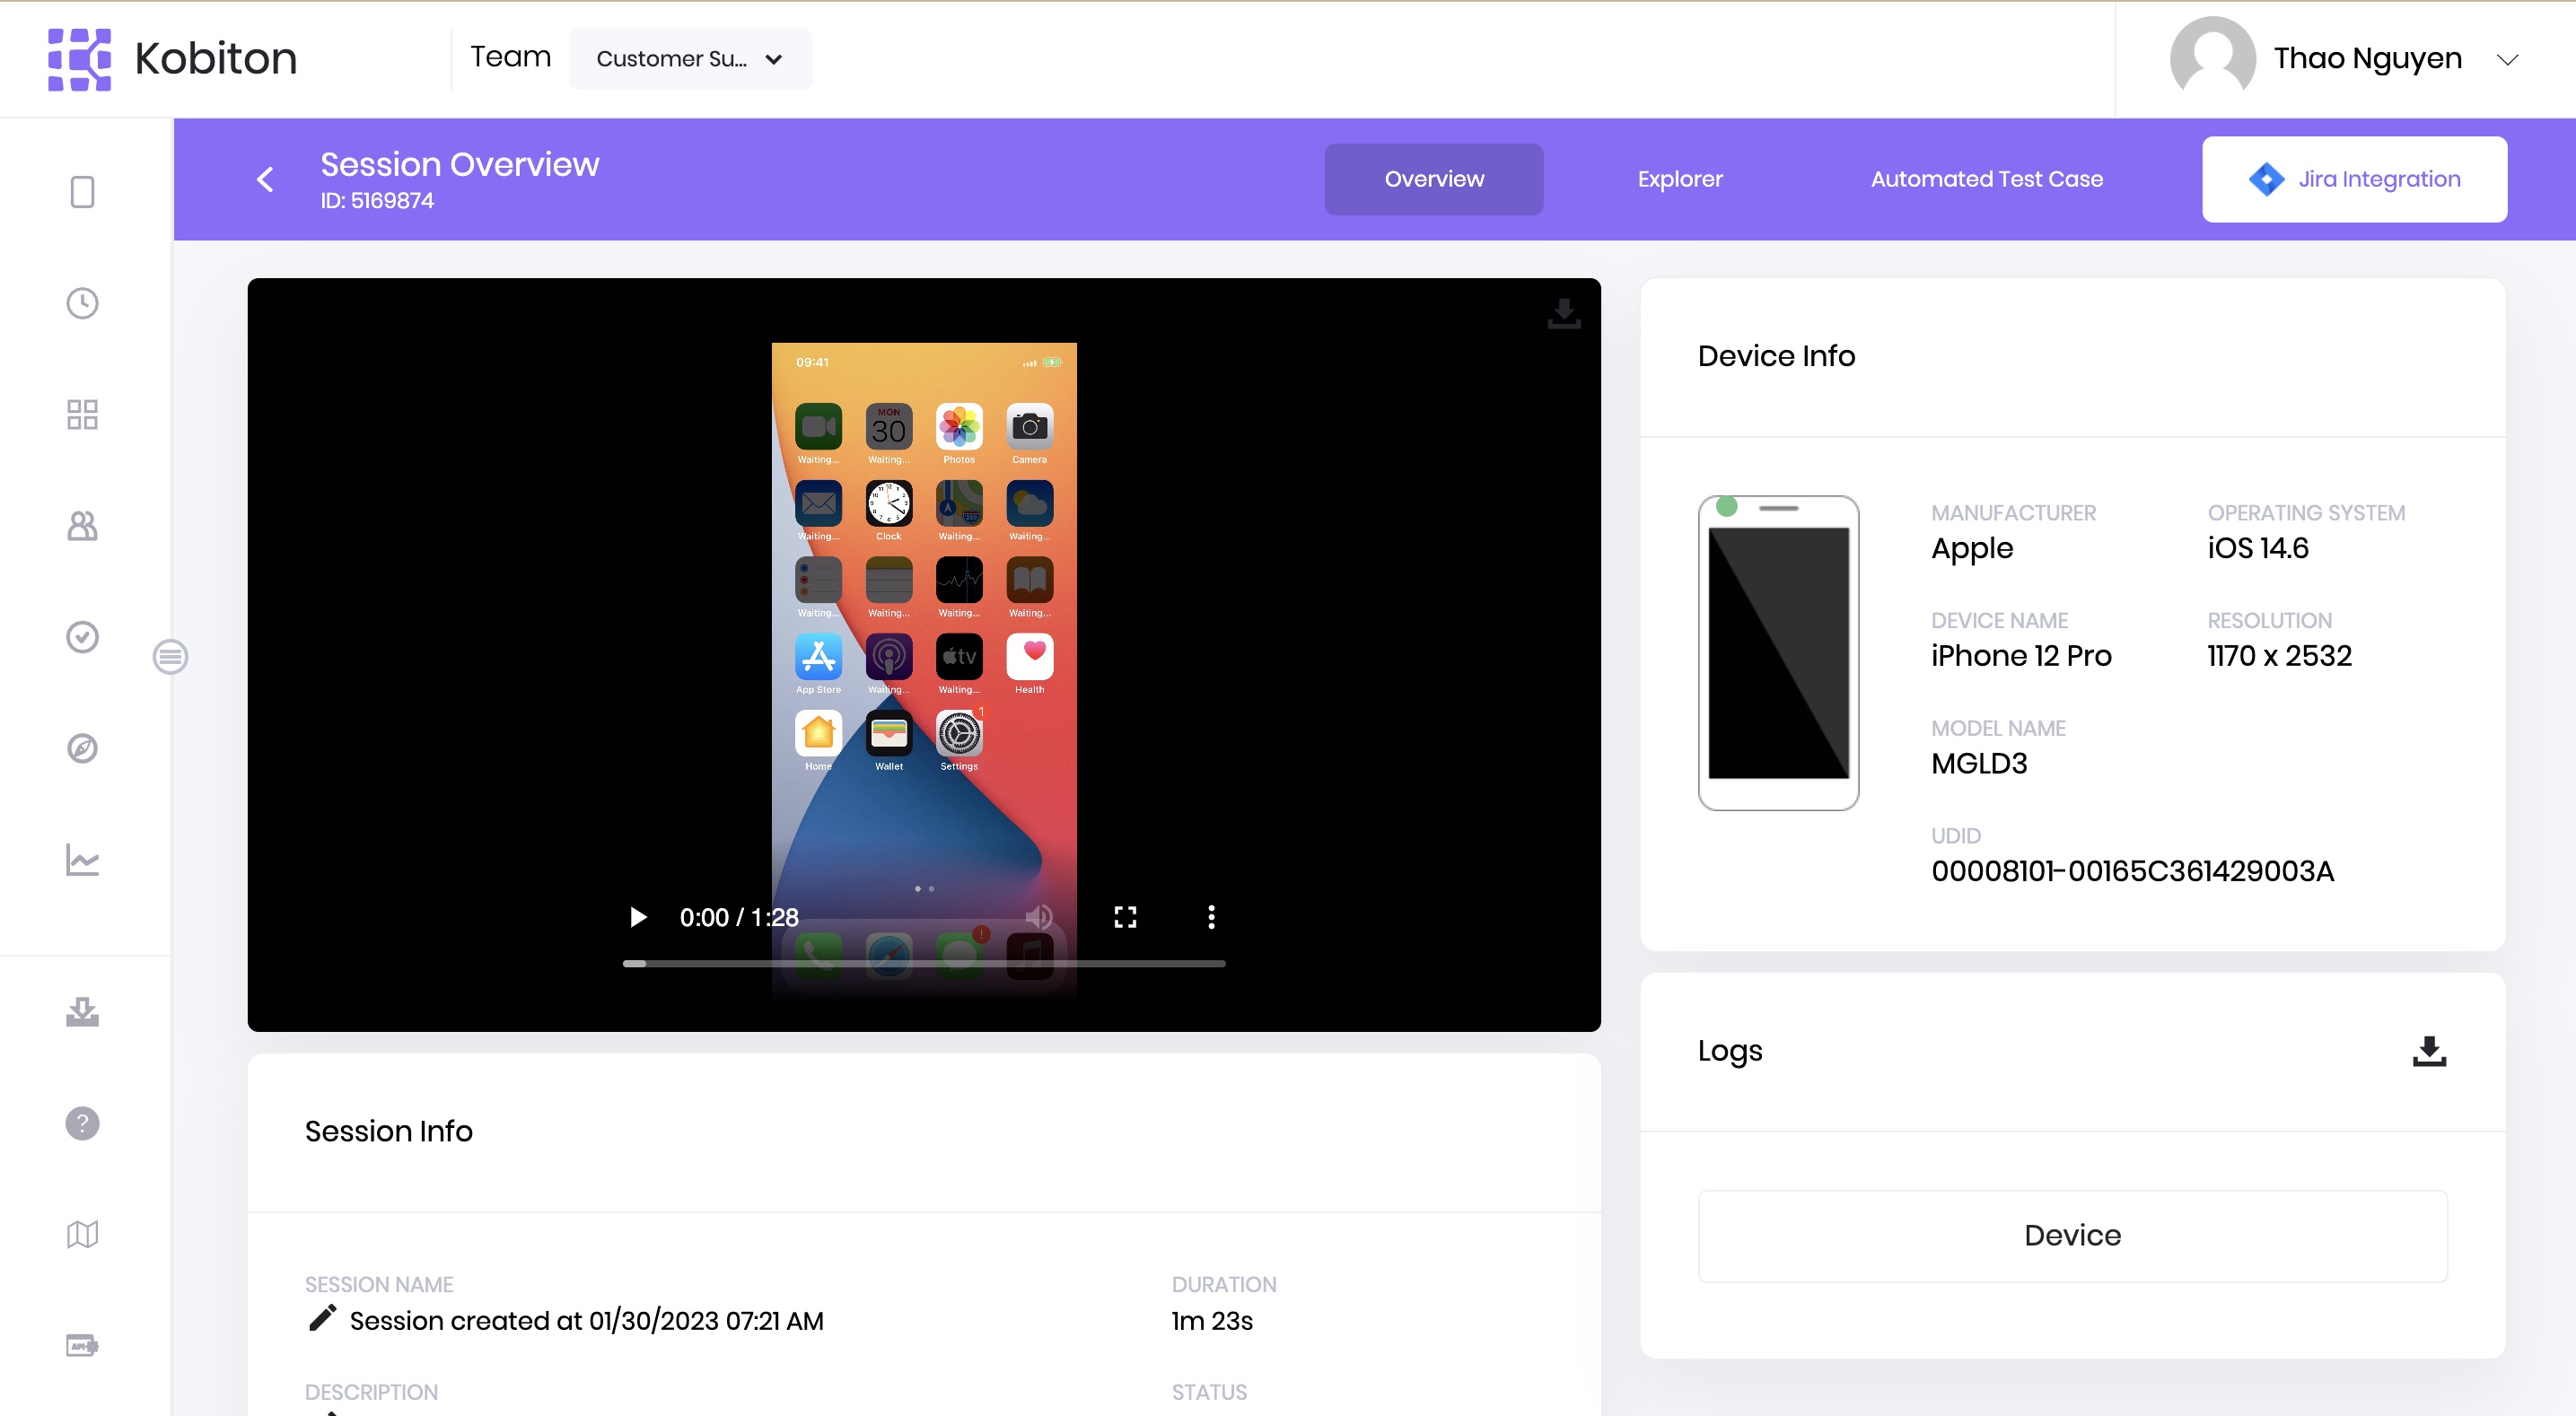 Kobiton
Team
Customer Su...
Thao Nguyen
Session Overview
ID: 5169874
Overview
Explorer
Automated Test Case
Jira Integration
09:41
MON
30
Waiting...
Waiting...
Photos
Camera
Waiting...
Clock
Waiting...
Waiting...
Waiting...
Waiting...
Waiting...
Waiting...
tv
App Store
Waiting...
Waiting...
Health
1
Home
Wallet
Settings
0:00 / 1:28
!
Device Info
MANUFACTURER
Apple
OPERATING SYSTEM
iOS 14.6
DEVICE NAME
iPhone 12 Pro
RESOLUTION
1170 x 2532
MODEL NAME
MGLD3
UDID
00008101-00165C361429003A
Logs
Device
Session Info
SESSION NAME
Session created at 01/30/2023 07:21 AM
DURATION
1m 23s
DESCRIPTION
STATUS
?
API